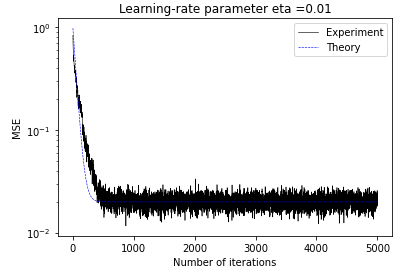 Learning-rate parameter eta =0.01
10⁰
10⁻¹
10⁻²
MSE
Experiment
Theory
0
1000
2000
3000
4000
5000
Number of iterations